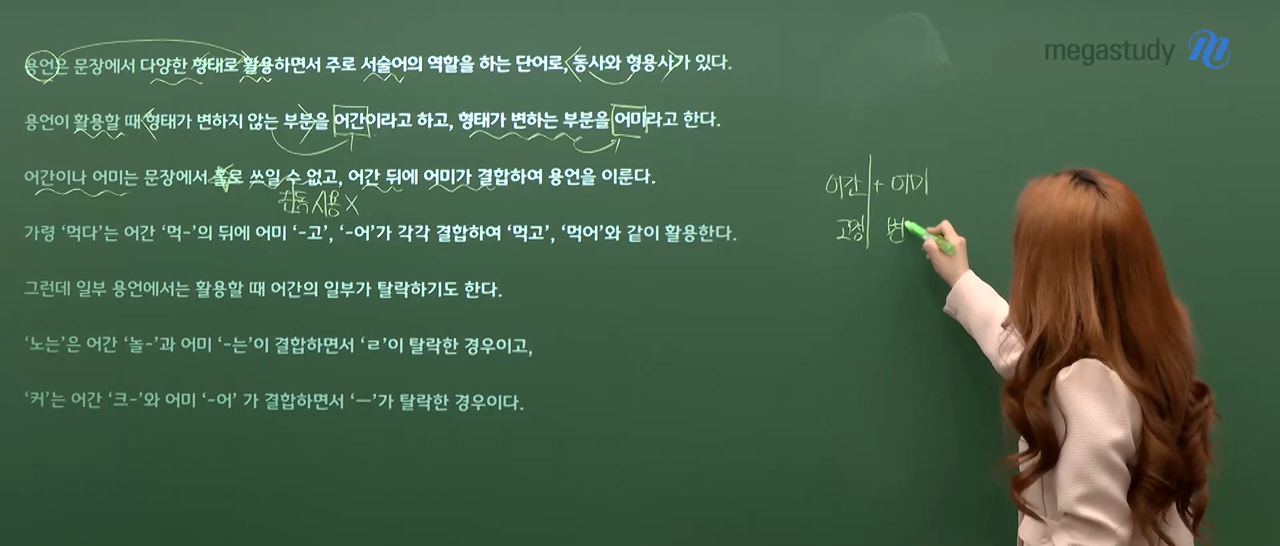 megastudy
용언은 문장에서 다양한 형태로 활용하면서 주로 서술어의 역할을 하는 단어로, 동사와 형용사가 있다.
용언이 활용할 때 형태가 변하지 않는 부분을 어간이라고 하고, 형태가 변하는 부분을 어미라고 한다.
어간이나 어미는 문장에서 홀로 쓰일 수 없고, 어간 뒤에 어미가 결합하여 용언을 이룬다.
단독 사용 X
가령 ‘먹다’는 어간 ‘먹-’의 뒤에 어미 ‘-고’, ‘-어’가 각각 결합하여 ‘먹고’, ‘먹어’와 같이 활용한다.
그런데 일부 용언에서는 활용할 때 어간의 일부가 탈락하기도 한다.
‘노는’은 어간 ‘놀-’과 어미 ‘-는’이 결합하면서 ‘ㄹ’이 탈락한 경우이고,
‘커’는 어간 ‘크-’와 어미 ‘-어’ 가 결합하면서 ‘ㅡ’가 탈락한 경우이다.
어간 + 어미
고정 변